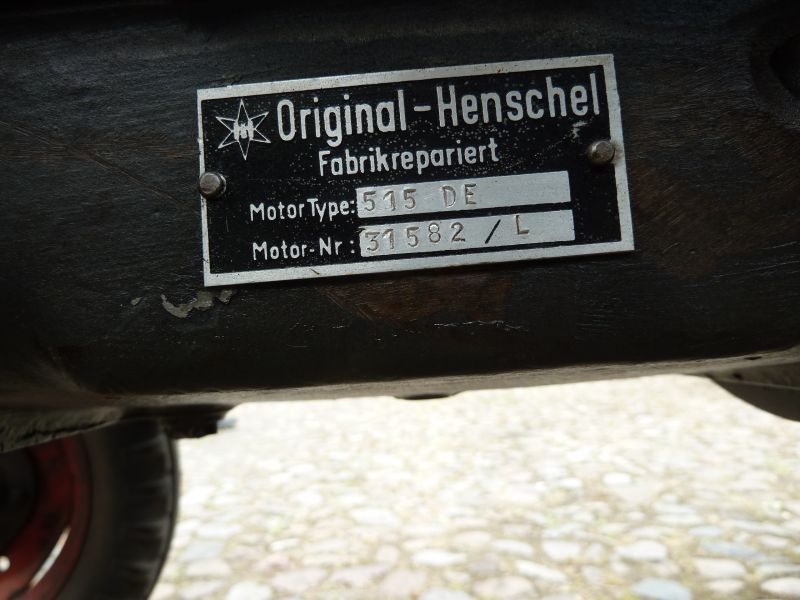 Original-Henschel
Fabrikrepariert
Motor Type: 515 DE
Motor-Nr: 31582 / L